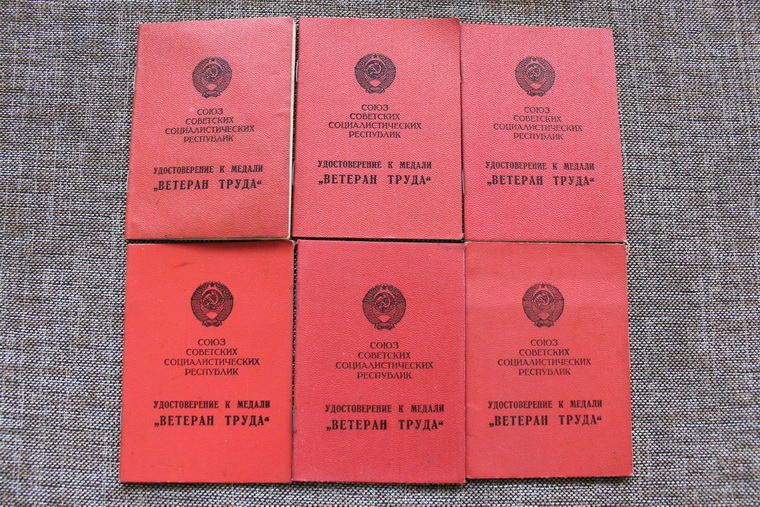 СОЮЗ
СОВЕТСКИХ
СОЦИАЛИСТИЧЕСКИХ
РЕСПУБЛИК
УДОСТОВЕРЕНИЕ К МЕДАЛИ
„ВЕТЕРАН ТРУДА“
СОЮЗ
СОВЕТСКИХ
СОЦИАЛИСТИЧЕСКИХ
РЕСПУБЛИК
УДОСТОВЕРЕНИЕ К МЕДАЛИ
„ВЕТЕРАН ТРУДА“
СОЮЗ
СОВЕТСКИХ
СОЦИАЛИСТИЧЕСКИХ
РЕСПУБЛИК
УДОСТОВЕРЕНИЕ К МЕДАЛИ
„ВЕТЕРАН ТРУДА“
СОЮЗ
СОВЕТСКИХ
СОЦИАЛИСТИЧЕСКИХ
РЕСПУБЛИК
УДОСТОВЕРЕНИЕ К МЕДАЛИ
„ВЕТЕРАН ТРУДА“
СОЮЗ
СОВЕТСКИХ
СОЦИАЛИСТИЧЕСКИХ
РЕСПУБЛИК
УДОСТОВЕРЕНИЕ К МЕДАЛИ
„ВЕТЕРАН ТРУДА“
СОЮЗ
СОВЕТСКИХ
СОЦИАЛИСТИЧЕСКИХ
РЕСПУБЛИК
УДОСТОВЕРЕНИЕ К МЕДАЛИ
„ВЕТЕРАН ТРУДА“